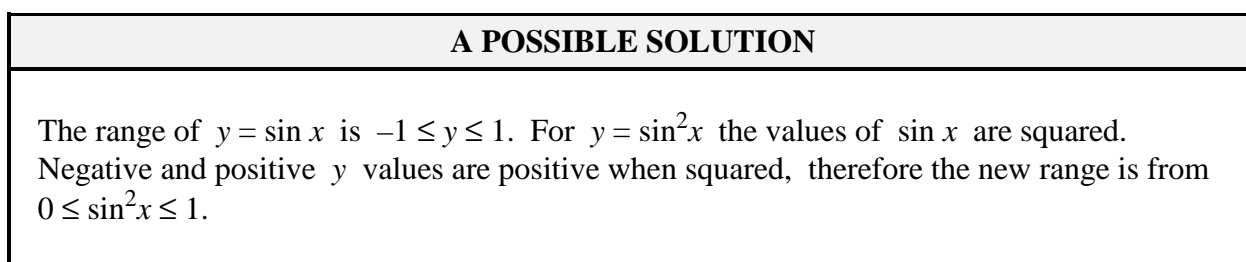 A POSSIBLE SOLUTION
The range of y = sin x is –1 ≤ y ≤ 1. For y = sin²x the values of sin x are squared.
Negative and positive y values are positive when squared, therefore the new range is from
0 ≤ sin²x ≤ 1.